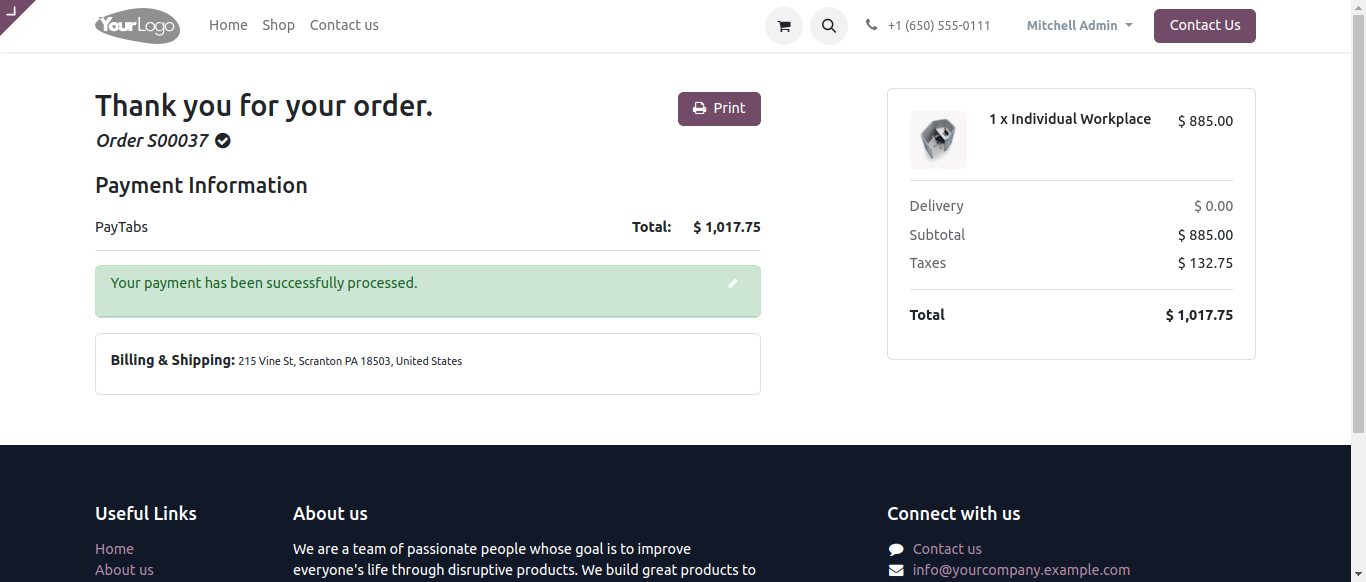 YourLogo
Home Shop Contact us
+1 (650) 555-0111
Mitchell Admin
Contact Us
Thank you for your order.
Print
Order S00037
Payment Information
PayTabs Total: $ 1,017.75
Your payment has been successfully processed.
Billing & Shipping: 215 Vine St, Scranton PA 18503, United States
1 x Individual Workplace $ 885.00
Delivery $ 0.00
Subtotal $ 885.00
Taxes $ 132.75
Total $ 1,017.75
Useful Links
Home
About us
About us
We are a team of passionate people whose goal is to improve
everyone's life through disruptive products. We build great products to
Connect with us
Contact us
info@yourcompany.example.com